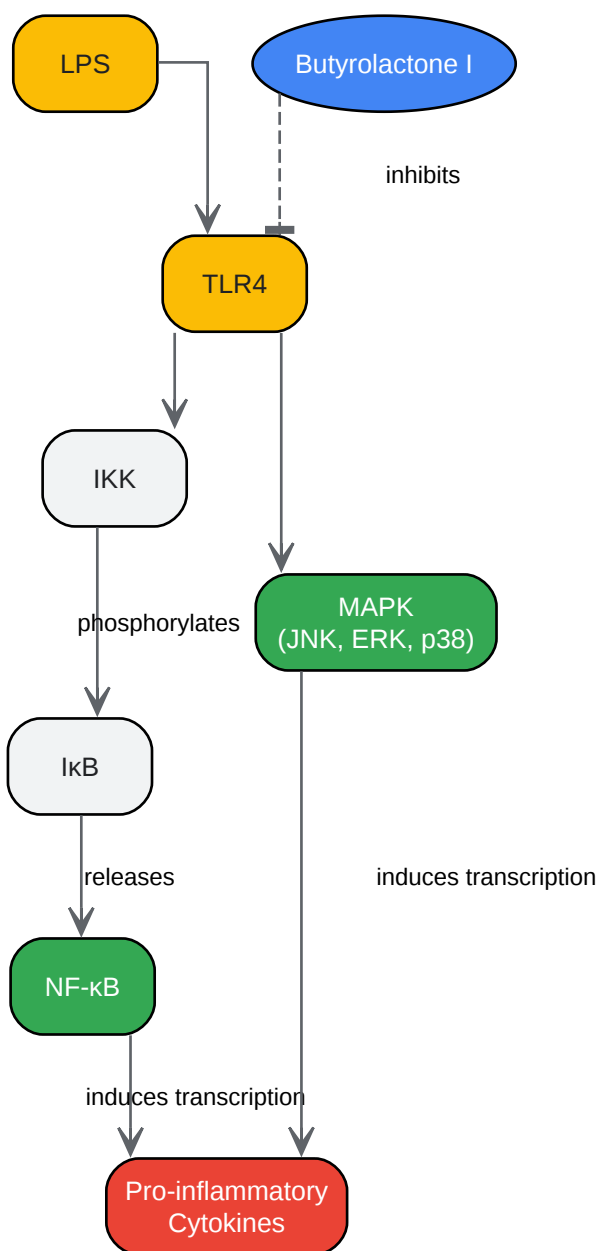 LPS
Butyrolactone I
inhibits
TLR4
IKK
MAPK
(JNK, ERK, p38)
phosphorylates
IκB
releases
induces transcription
NF-κB
induces transcription
Pro-inflammatory
Cytokines